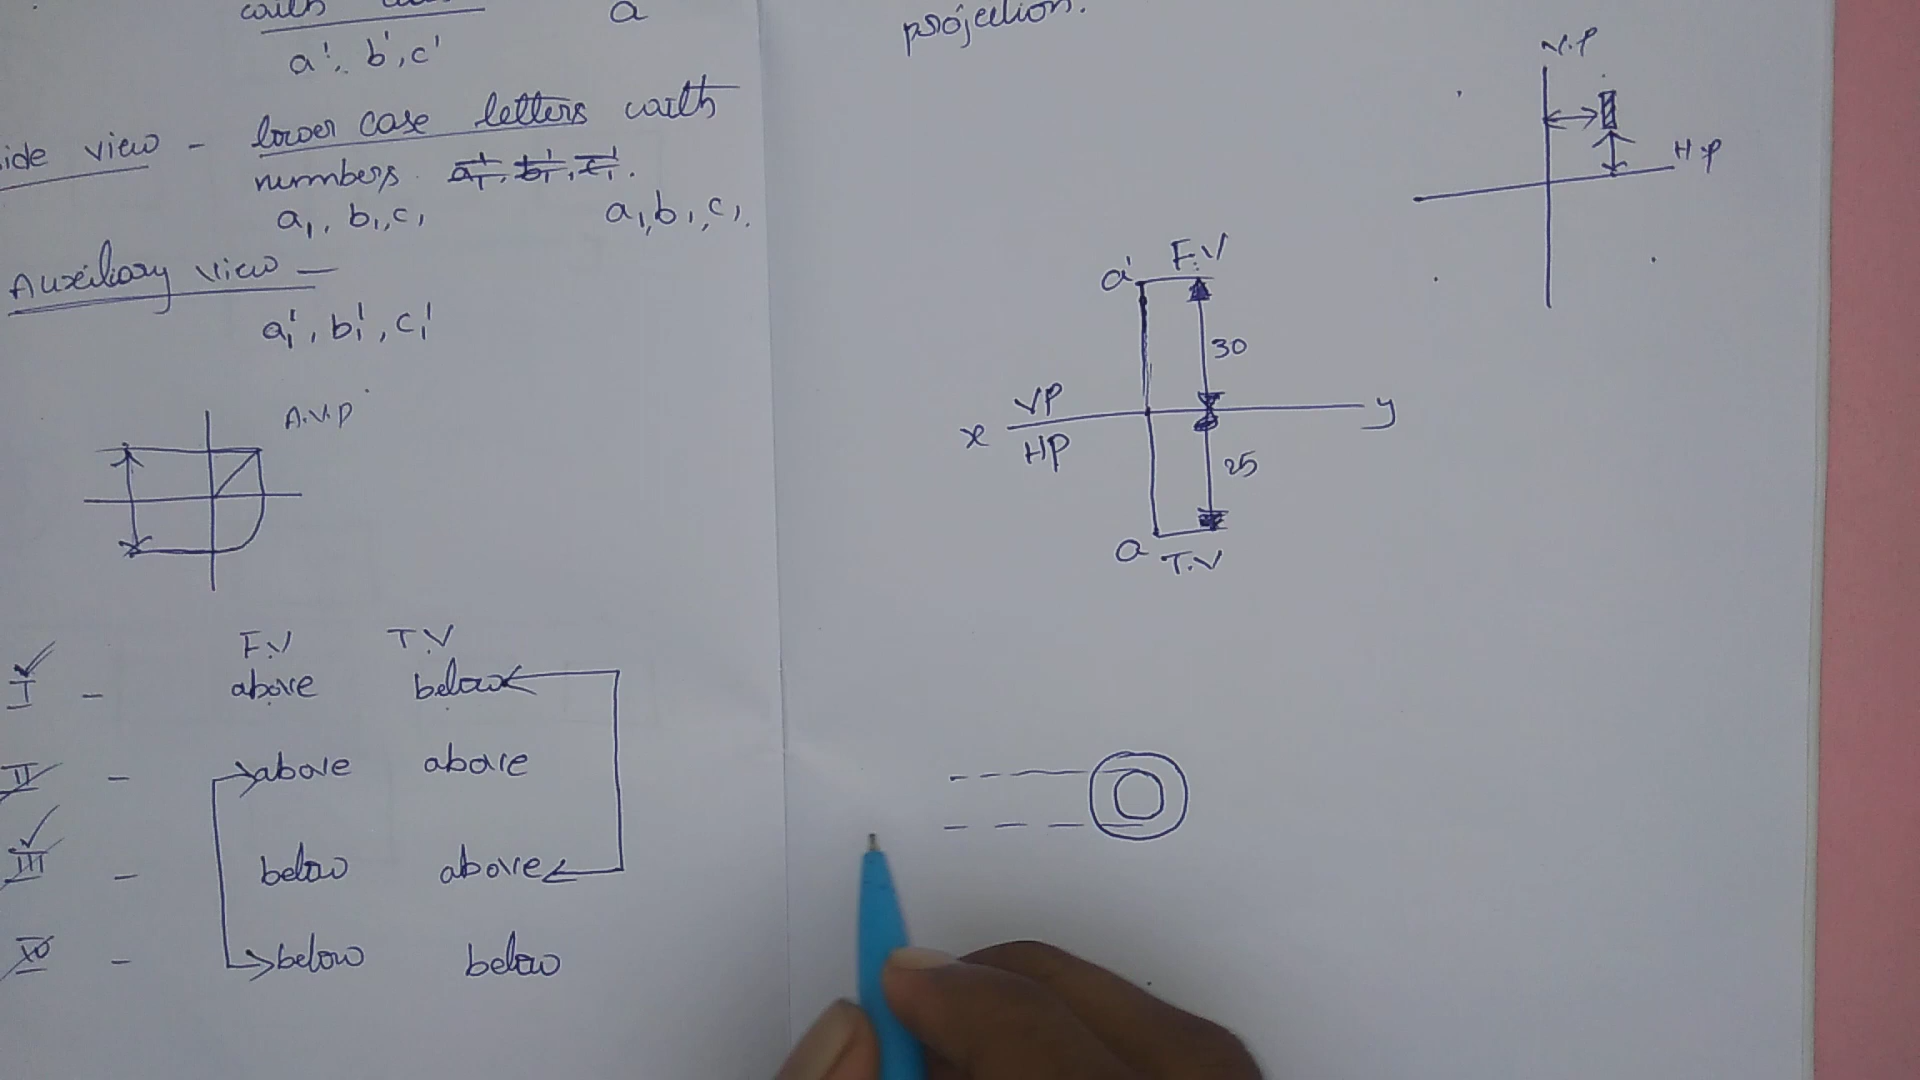 with
a', b', c'
a
ide view - lower case letters with
numbers a₁', b₁', c₁'.
a₁, b₁, c₁
a₁, b₁, c₁.
Auxiliary view -
a₁', b₁', c₁'
A.V.P
F.V T.V
I - above below
II - above above
III - below above
IV - below below
projection.
V.P
H.P
a' F.V
30
VP
x y
HP
25
a T.V